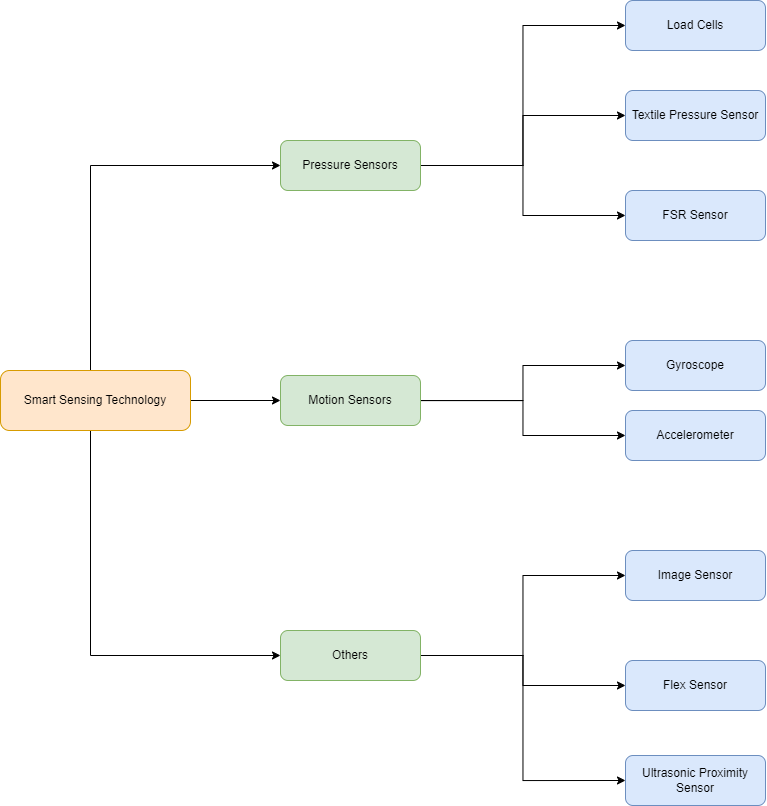 Load Cells
Textile Pressure Sensor
Pressure Sensors
FSR Sensor
Gyroscope
Smart Sensing Technology
Motion Sensors
Accelerometer
Image Sensor
Others
Flex Sensor
Ultrasonic Proximity
Sensor